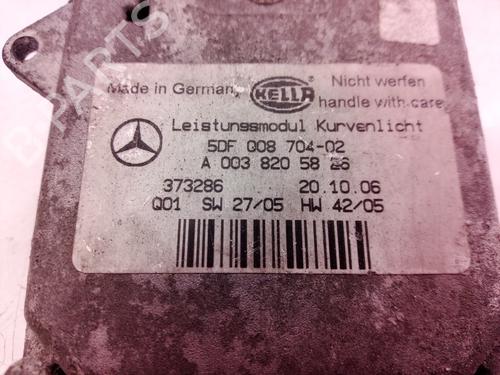 Made in Germany HELLA Nicht werfen
handle with care
Leistungsmodul Kurvenlicht
5DF 008 704-02
A 003 820 58 26
373286 20.10.06
Q01 SW 27/05 HW 42/05